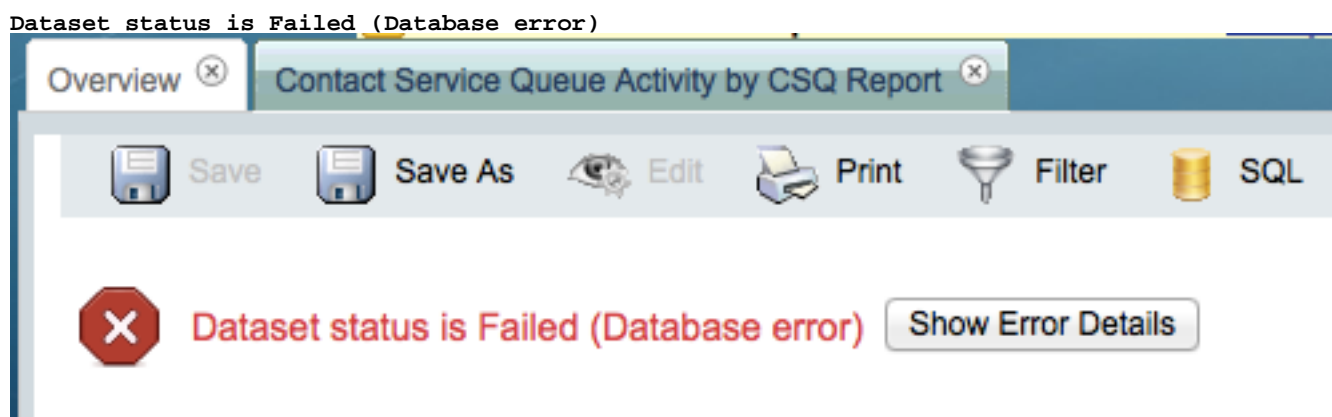 Dataset status is Failed (Database error)
Overview Contact Service Queue Activity by CSQ Report
Save Save As Edit Print Filter SQL
Dataset status is Failed (Database error) Show Error Details